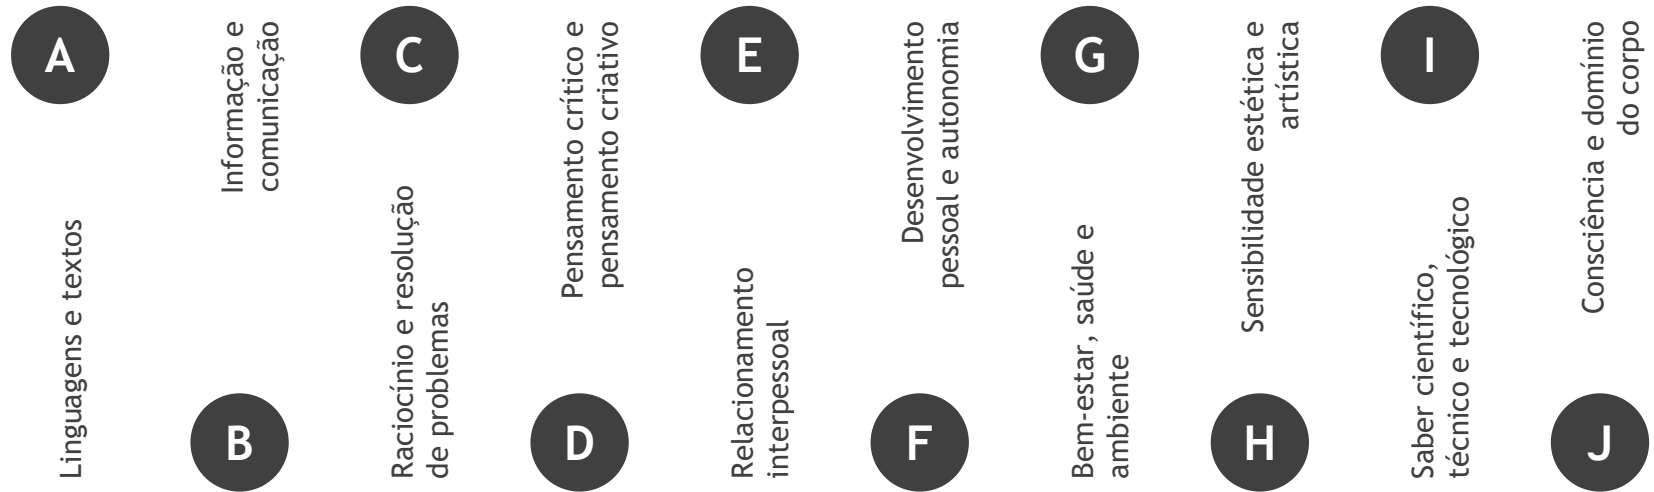 A
Linguagens e textos
B
Informação e
comunicação
C
Raciocínio e resolução
de problemas
D
Pensamento crítico e
pensamento criativo
E
Relacionamento
interpessoal
F
Desenvolvimento
pessoal e autonomia
G
Bem-estar, saúde e
ambiente
H
Sensibilidade estética e
artística
I
Saber científico,
técnico e tecnológico
J
Consciência e domínio
do corpo